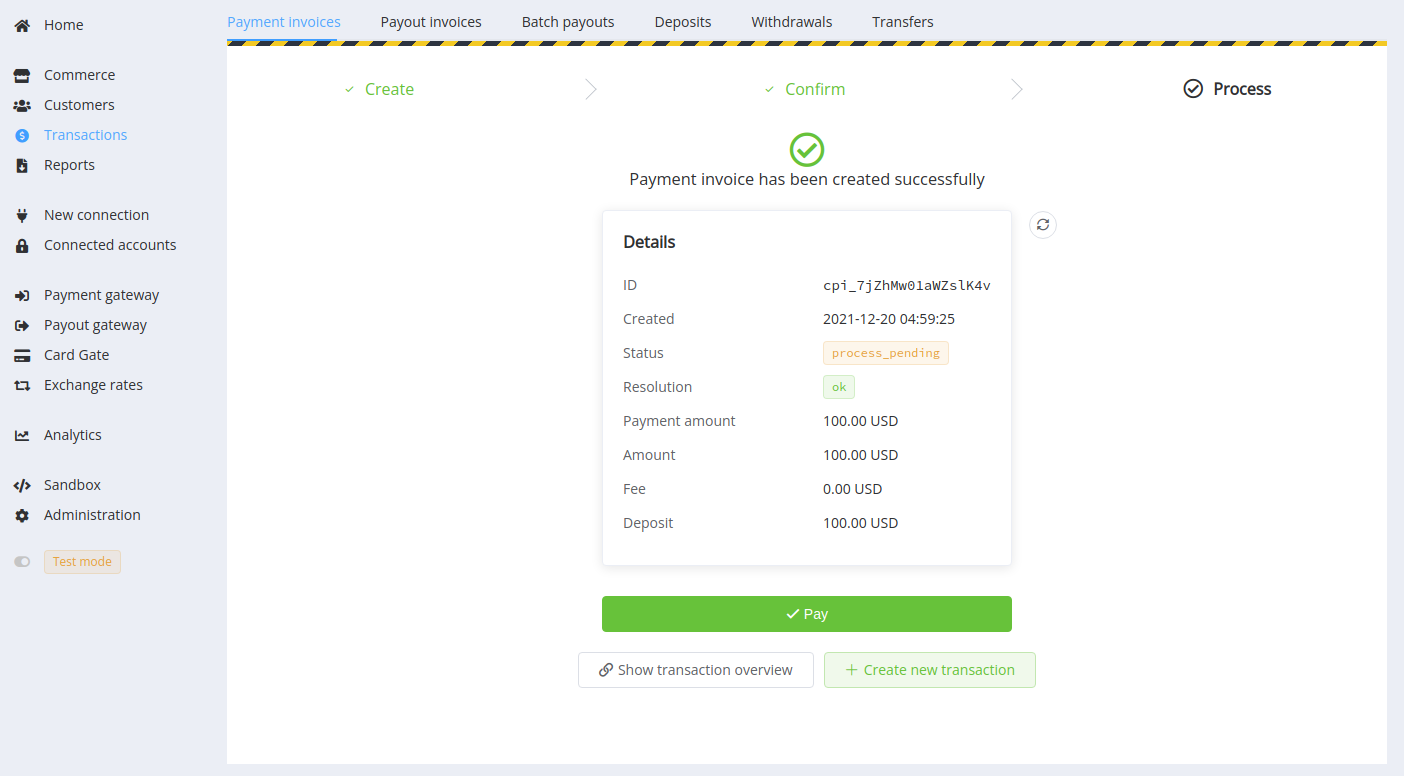 Home
Commerce
Customers
Transactions
Reports
New connection
Connected accounts
Payment gateway
Payout gateway
Card Gate
Exchange rates
Analytics
Sandbox
Administration
Test mode
Payment invoices Payout invoices Batch payouts Deposits Withdrawals Transfers
Create Confirm Process
Payment invoice has been created successfully
Details
ID cpi_7jZhMw01aWZslK4v
Created 2021-12-20 04:59:25
Status process_pending
Resolution ok
Payment amount 100.00 USD
Amount 100.00 USD
Fee 0.00 USD
Deposit 100.00 USD
Pay
Show transaction overview Create new transaction